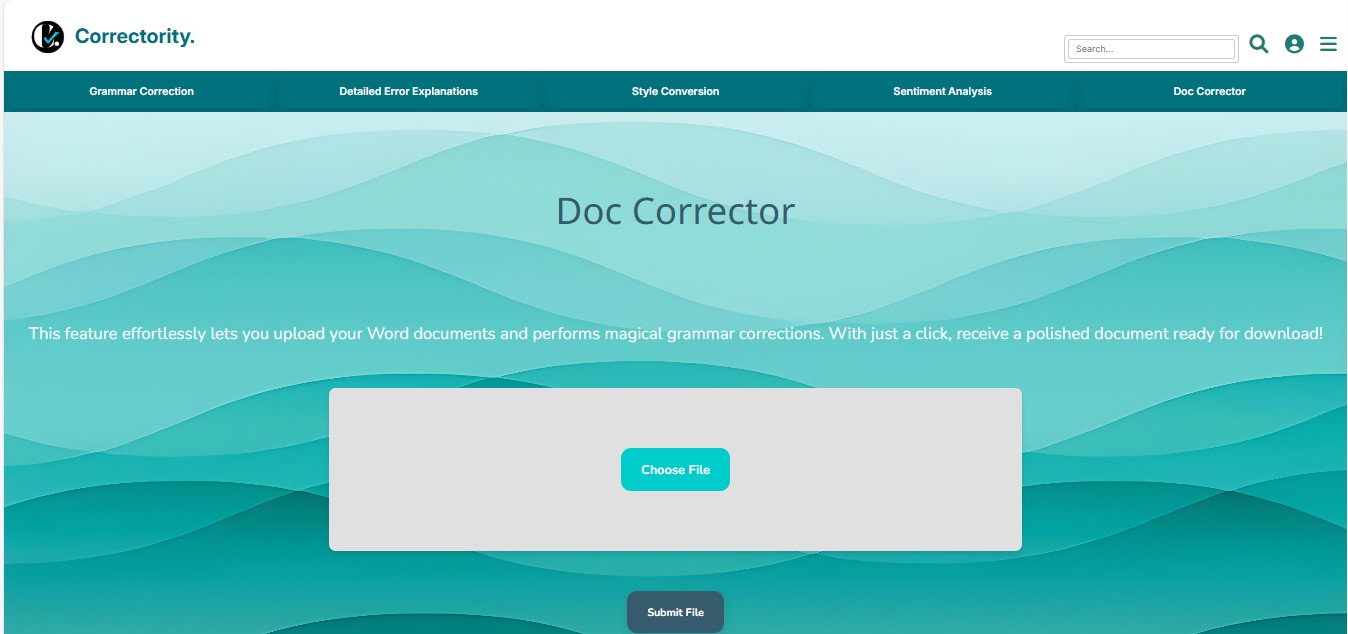 Correctority.
Search...
Grammar Correction
Detailed Error Explanations
Style Conversion
Sentiment Analysis
Doc Corrector
Doc Corrector
This feature effortlessly lets you upload your Word documents and performs magical grammar corrections. With just a click, receive a polished document ready for download!
Choose File
Submit File